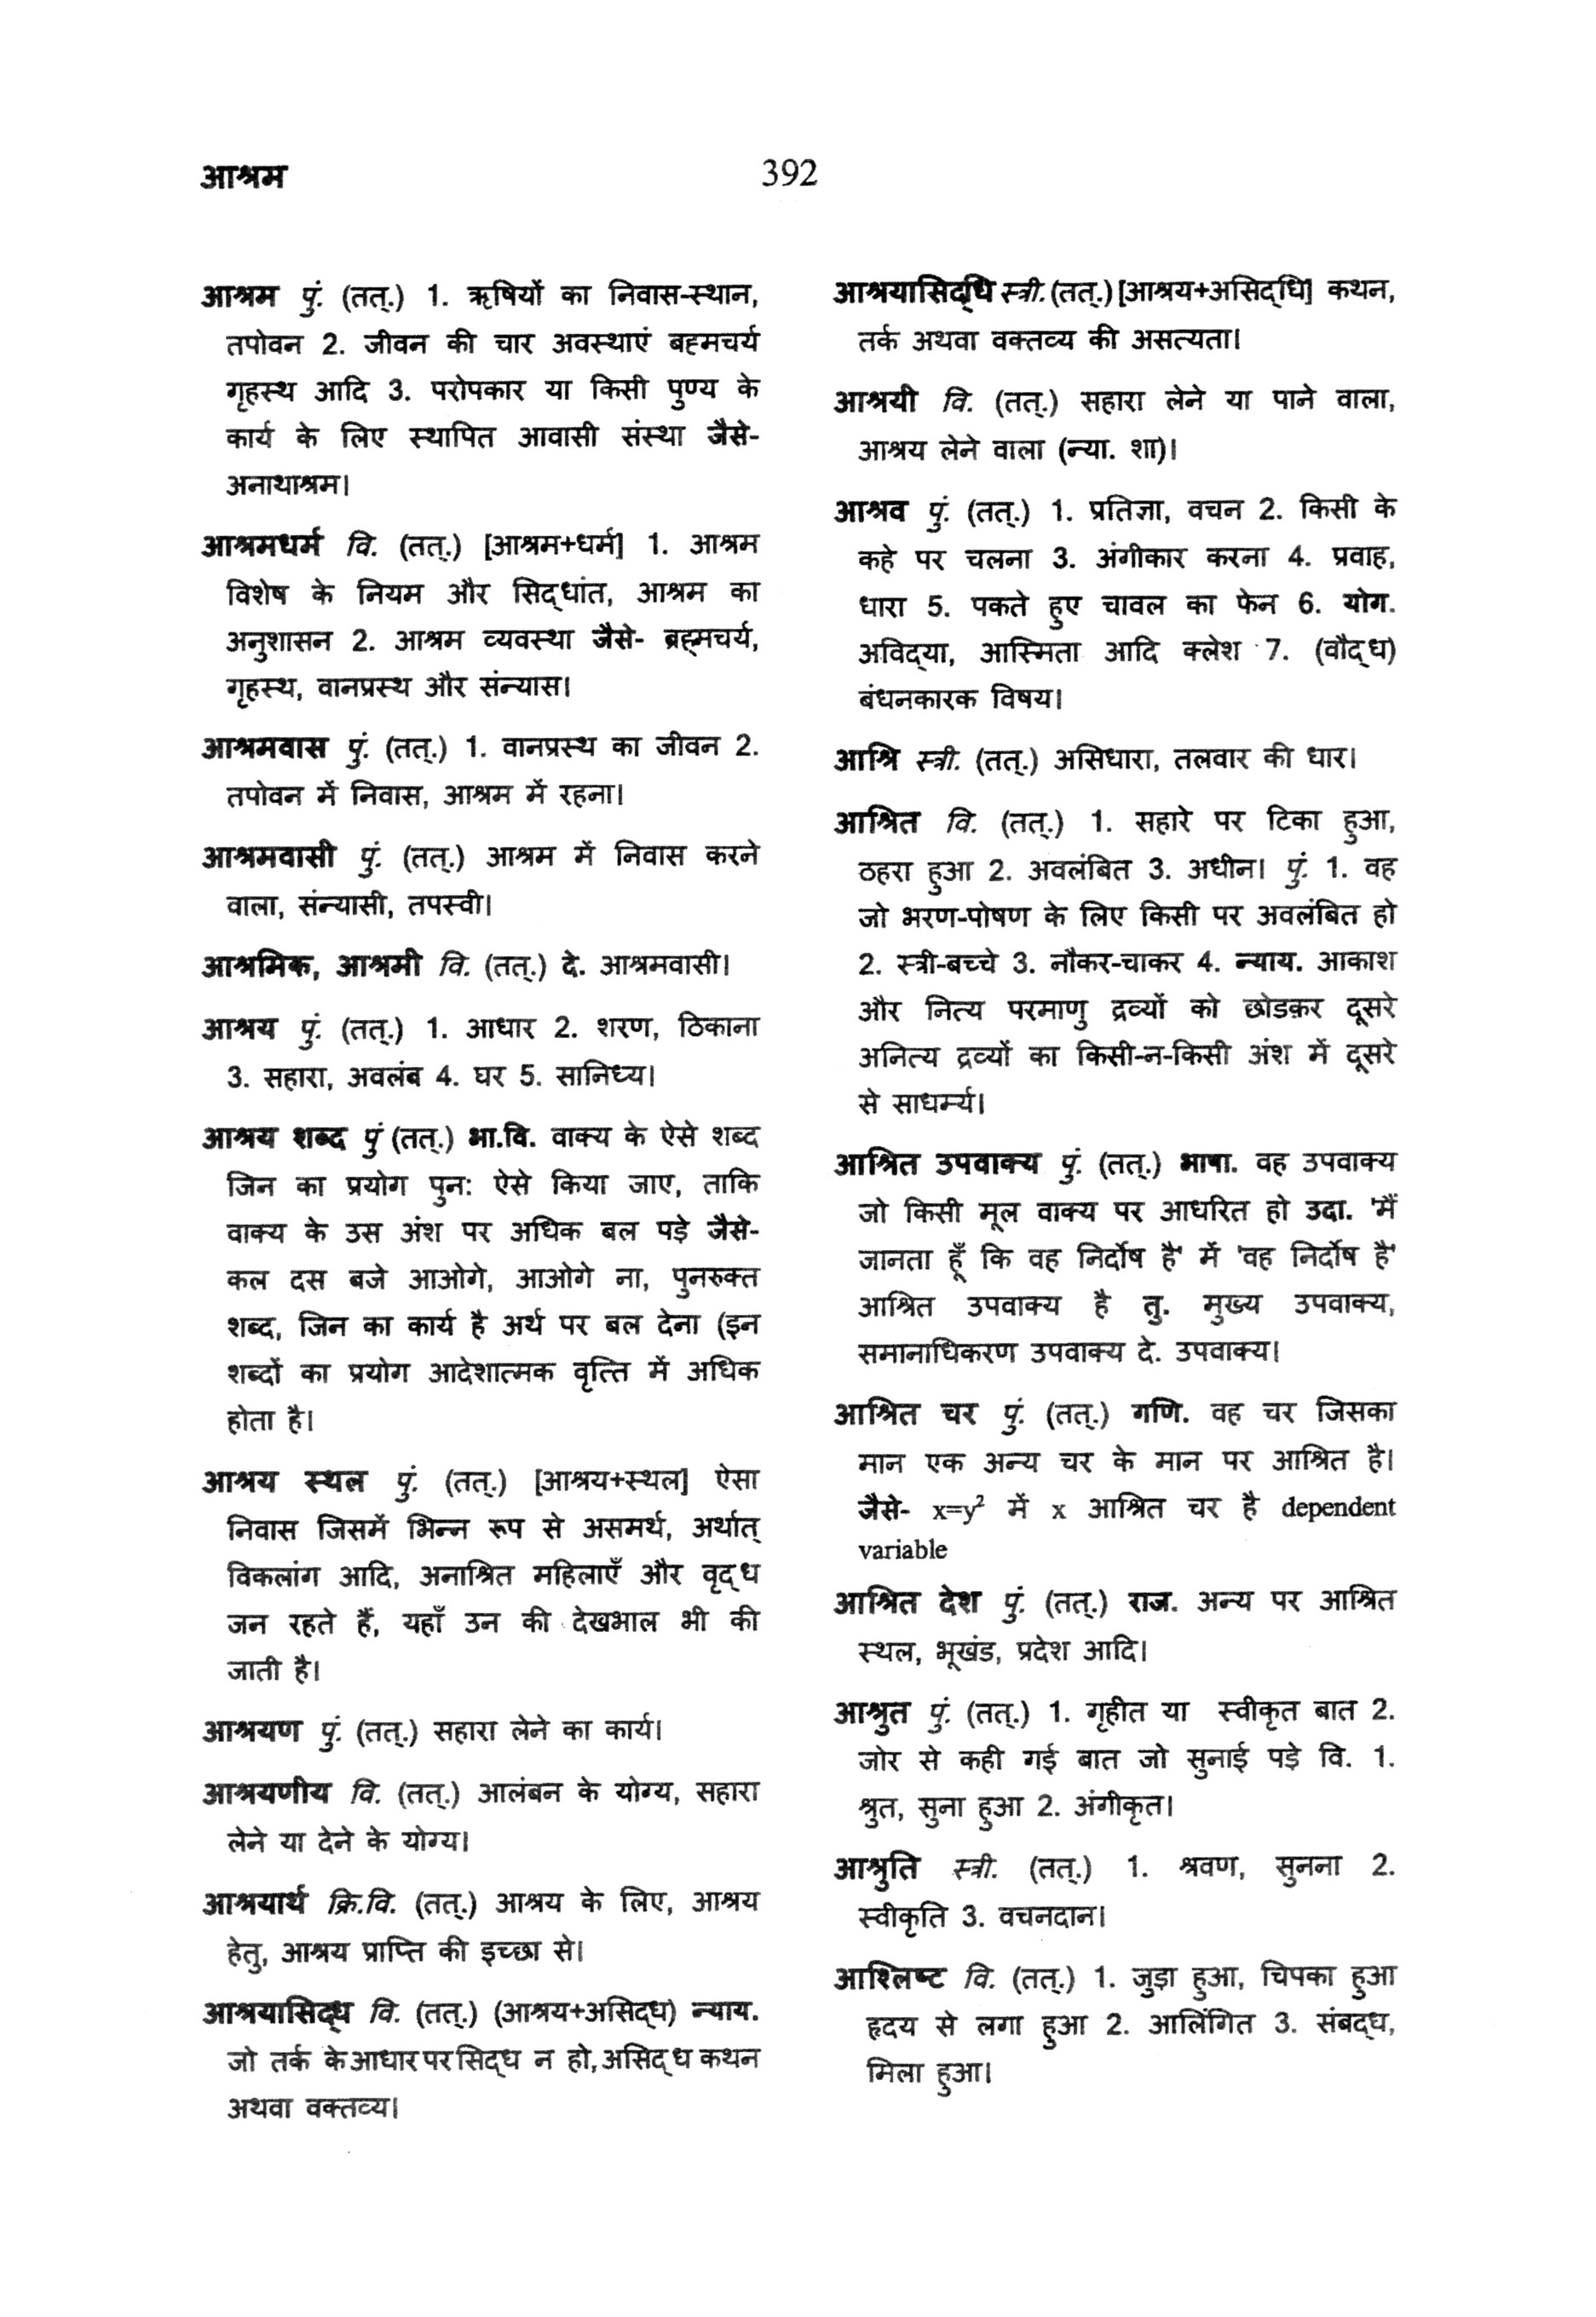 आश्रम
392
आश्रम पुं. (तत्.) 1. ऋषियों का निवास-स्थान,
तपोवन 2. जीवन की चार अवस्थाएं बह्मचर्य
गृहस्थ आदि 3. परोपकार या किसी पुण्य के
कार्य के लिए स्थापित आवासी संस्था जैसे-
अनाथाश्रम।
आश्रमधर्म वि. (तत्.) [आश्रम+धर्म] 1. आश्रम
विशेष के नियम और सिद्धांत, आश्रम का
अनुशासन 2. आश्रम व्यवस्था जैसे- ब्रह्मचर्य,
गृहस्थ, वानप्रस्थ और संन्यास।
आश्रमवास पुं. (तत्.) 1. वानप्रस्थ का जीवन 2.
तपोवन में निवास, आश्रम में रहना।
आश्रमवासी पुं. (तत्.) आश्रम में निवास करने
वाला, संन्यासी, तपस्वी।
आश्रमिक, आश्रमी वि. (तत्.) दे. आश्रमवासी।
आश्रय पुं. (तत्.) 1. आधार 2. शरण, ठिकाना
3. सहारा, अवलंब 4. घर 5. सानिध्य।
आश्रय शब्द पुं (तत्.) भा.वि. वाक्य के ऐसे शब्द
जिन का प्रयोग पुन: ऐसे किया जाए, ताकि
वाक्य के उस अंश पर अधिक बल पड़े जैसे-
कल दस बजे आओगे, आओगे ना, पुनरुक्त
शब्द, जिन का कार्य है अर्थ पर बल देना (इन
शब्दों का प्रयोग आदेशात्मक वृत्ति में अधिक
होता है।
आश्रय स्थल पुं. (तत्.) [आश्रय+स्थल] ऐसा
निवास जिसमें भिन्न रूप से असमर्थ, अर्थात्
विकलांग आदि, अनाश्रित महिलाएँ और वृद्ध
जन रहते हैं, यहाँ उन की देखभाल भी की
जाती है।
आश्रयण पुं. (तत्.) सहारा लेने का कार्य।
आश्रयणीय वि. (तत्.) आलंबन के योग्य, सहारा
लेने या देने के योग्य।
आश्रयार्थ क्रि.वि. (तत्.) आश्रय के लिए, आश्रय
हेतु, आश्रय प्राप्ति की इच्छा से।
आश्रयासिद्ध वि. (तत्.) (आश्रय+असिद्ध) न्याय.
जो तर्क के आधार पर सिद्ध न हो, असिद्ध कथन
अथवा वक्तव्य।
आश्रयासिद्धि स्त्री. (तत्.) [आश्रय+असिद्धि] कथन,
तर्क अथवा वक्तव्य की असत्यता।
आश्रयी वि. (तत्.) सहारा लेने या पाने वाला,
आश्रय लेने वाला (न्या. शा)।
आश्रव पुं. (तत्.) 1. प्रतिज्ञा, वचन 2. किसी के
कहे पर चलना 3. अंगीकार करना 4. प्रवाह,
धारा 5. पकते हुए चावल का फेन 6. योग.
अविद्या, आस्मिता आदि क्लेश 7. (वौद्ध)
बंधनकारक विषय।
आश्रि स्त्री. (तत्.) असिधारा, तलवार की धार।
आश्रित वि. (तत्.) 1. सहारे पर टिका हुआ,
ठहरा हुआ 2. अवलंबित 3. अधीन। पुं. 1. वह
जो भरण-पोषण के लिए किसी पर अवलंबित हो
2. स्त्री-बच्चे 3. नौकर-चाकर 4. न्याय. आकाश
और नित्य परमाणु द्रव्यों को छोडक़र दूसरे
अनित्य द्रव्यों का किसी-न-किसी अंश में दूसरे
से साधर्म्य।
आश्रित उपवाक्य पुं. (तत्.) भाषा. वह उपवाक्य
जो किसी मूल वाक्य पर आधरित हो उदा. 'मैं
जानता हूँ कि वह निर्दोष है' में 'वह निर्दोष है'
आश्रित उपवाक्य है तु. मुख्य उपवाक्य,
समानाधिकरण उपवाक्य दे. उपवाक्य।
आश्रित चर पुं. (तत्.) गणि. वह चर जिसका
मान एक अन्य चर के मान पर आश्रित है।
जैसे- x=y² में x आश्रित चर है dependent
variable
आश्रित देश पुं. (तत्.) राज. अन्य पर आश्रित
स्थल, भूखंड, प्रदेश आदि।
आश्रुत पुं. (तत्.) 1. गृहीत या स्वीकृत बात 2.
जोर से कही गई बात जो सुनाई पड़े वि. 1.
श्रुत, सुना हुआ 2. अंगीकृत।
आश्रुति स्त्री. (तत्.) 1. श्रवण, सुनना 2.
स्वीकृति 3. वचनदान।
आश्लिष्ट वि. (तत्.) 1. जुड़ा हुआ, चिपका हुआ
हृदय से लगा हुआ 2. आलिंगित 3. संबद्ध,
मिला हुआ।